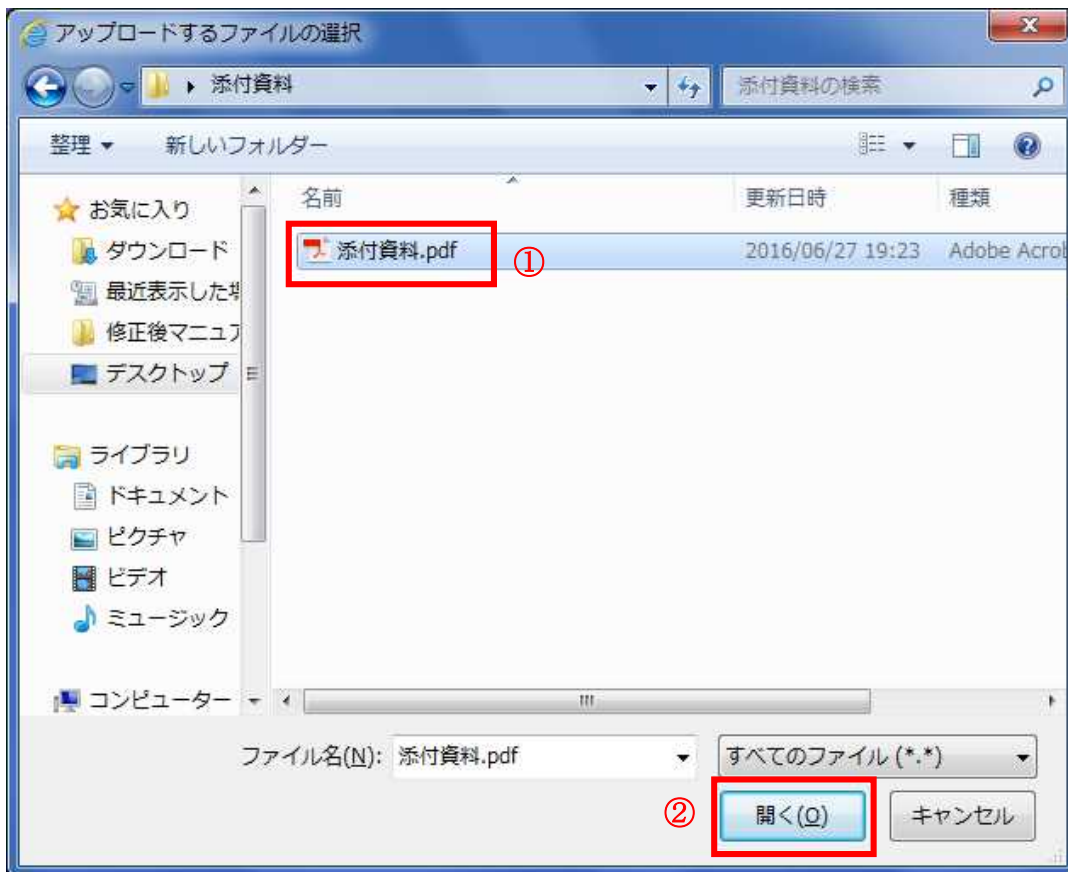 アップロードするファイルの選択
添付資料
添付資料の検索
整理
新しいフォルダー
名前
更新日時
種類
お気に入り
ダウンロード
最近表示した
修正後マニュア
デスクトップ
ライブラリ
ドキュメント
ピクチャ
ビデオ
ミュージック
コンピューター
添付資料.pdf
①
2016/06/27 19:23
Adobe Acrob
ファイル名(N):
添付資料.pdf
すべてのファイル (*.*)
②
開く(O)
キャンセル